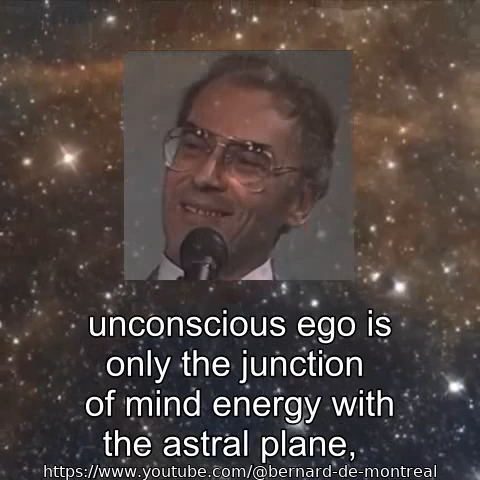 unconscious ego is
only the junction
of mind energy with
the astral plane,
https://www.youtube.com/@bernard-de-montreal